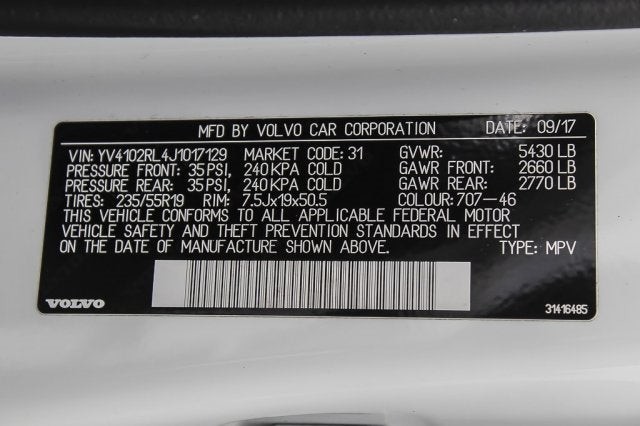 MFD BY VOLVO CAR CORPORATION DATE: 09/17
VIN: YV4102RL4J1017129 MARKET CODE: 31 GVWR: 5430 LB
PRESSURE FRONT: 35 PSI, 240 KPA COLD GAWR FRONT: 2660 LB
PRESSURE REAR: 35 PSI, 240 KPA COLD GAWR REAR: 2770 LB
TIRES: 235/55R19 RIM: 7.5Jx19x50.5 COLOUR: 707-46
THIS VEHICLE CONFORMS TO ALL APPLICABLE FEDERAL MOTOR
VEHICLE SAFETY AND THEFT PREVENTION STANDARDS IN EFFECT
ON THE DATE OF MANUFACTURE SHOWN ABOVE. TYPE: MPV
VOLVO 31416485